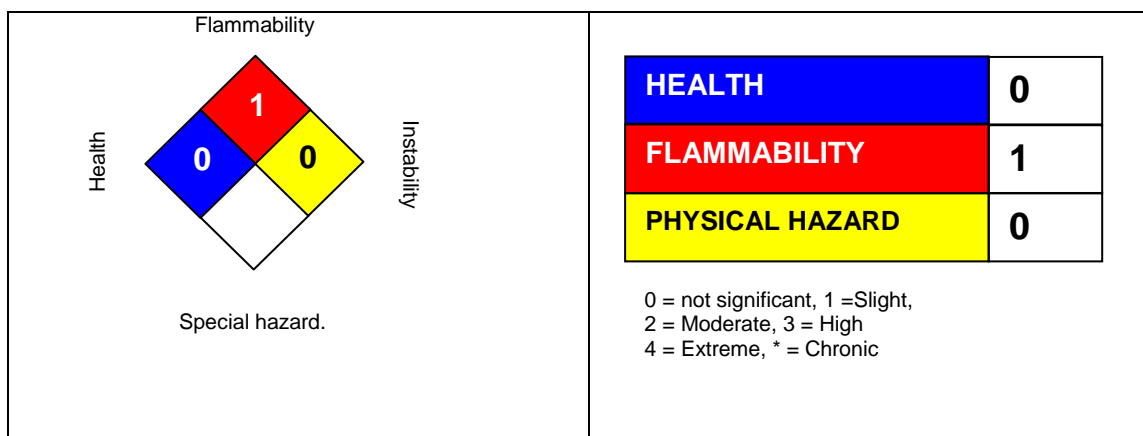 Flammability
1
0
0
Health
Instability
Special hazard.
HEALTH 0
FLAMMABILITY 1
PHYSICAL HAZARD 0
0 = not significant, 1 =Slight,
2 = Moderate, 3 = High
4 = Extreme, * = Chronic